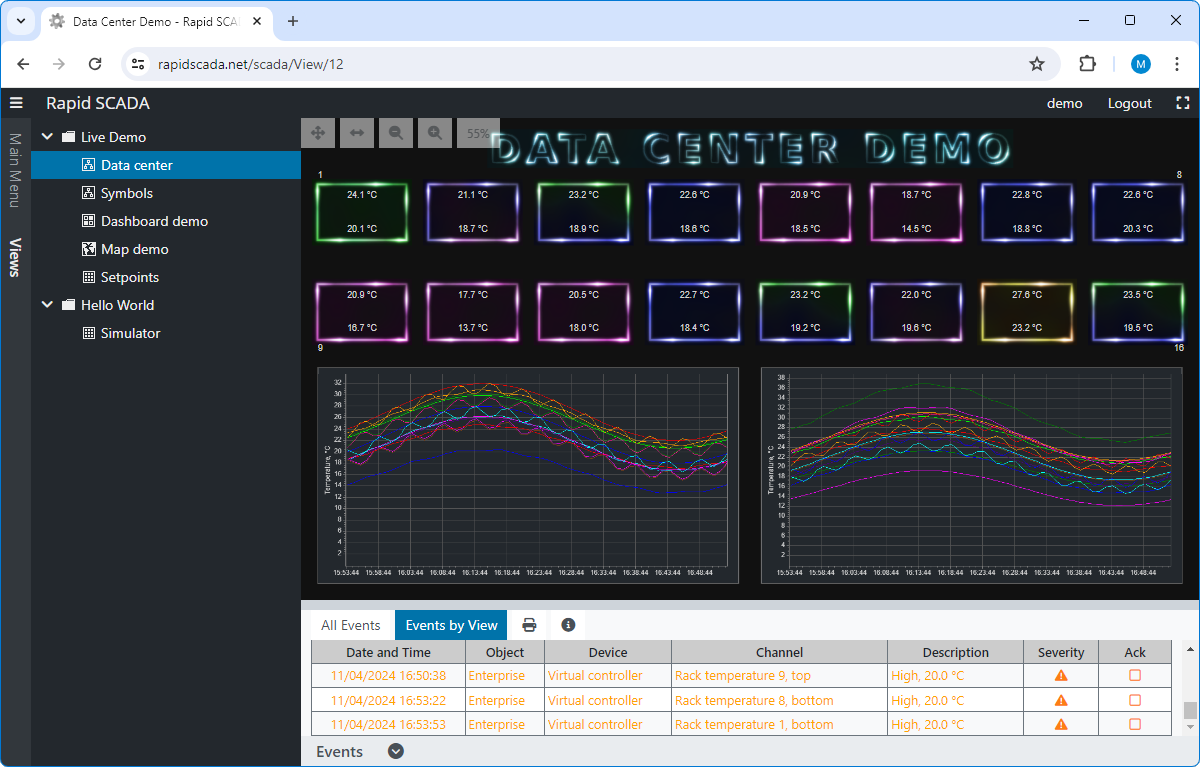 Data Center Demo - Rapid SCA
rapidscada.net/scada/View/12
M
Rapid SCADA
demo
Logout
Main Menu
Views
Live Demo
Data center
Symbols
Dashboard demo
Map demo
Setpoints
Hello World
Simulator
55%
DATA CENTER DEMO
1
8
24.1 °C 21.1 °C 23.2 °C 22.6 °C 20.9 °C 18.7 °C 22.8 °C 22.6 °C
20.1 °C 18.7 °C 18.9 °C 18.6 °C 18.5 °C 14.5 °C 18.8 °C 20.3 °C
20.9 °C 17.7 °C 20.5 °C 22.7 °C 23.2 °C 22.0 °C 27.6 °C 23.5 °C
16.7 °C 13.7 °C 18.0 °C 18.4 °C 19.2 °C 19.6 °C 23.2 °C 19.5 °C
9
16
Temperature, °C
32
30
28
26
24
22
20
18
16
14
12
10
8
6
4
2
15:53:44 15:58:44 16:03:44 16:08:44 16:13:44 16:18:44 16:23:44 16:28:44 16:33:44 16:38:44 16:43:44 16:48:44
Temperature, °C
38
36
34
32
30
28
26
24
22
20
18
16
14
12
10
8
6
4
2
15:53:44 15:58:44 16:03:44 16:08:44 16:13:44 16:18:44 16:23:44 16:28:44 16:33:44 16:38:44 16:43:44 16:48:44
All Events
Events by View
Date and Time Object Device Channel Description Severity Ack
11/04/2024 16:50:38 Enterprise Virtual controller Rack temperature 9, top High, 20.0 °C
11/04/2024 16:53:22 Enterprise Virtual controller Rack temperature 8, bottom High, 20.0 °C
11/04/2024 16:53:53 Enterprise Virtual controller Rack temperature 1, bottom High, 20.0 °C
Events